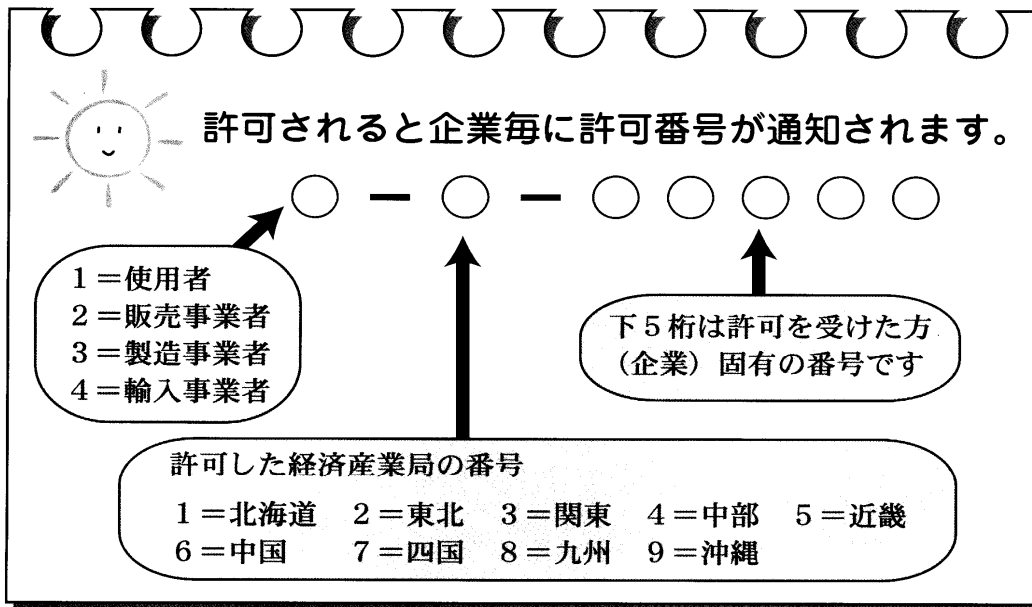 許可されると企業毎に許可番号が通知されます。
○ － ○ － ○ ○ ○ ○ ○
1＝使用者
2＝販売事業者
3＝製造事業者
4＝輸入事業者
下5桁は許可を受けた方
（企業）固有の番号です
許可した経済産業局の番号
1＝北海道　2＝東北　3＝関東　4＝中部　5＝近畿
6＝中国　7＝四国　8＝九州　9＝沖縄